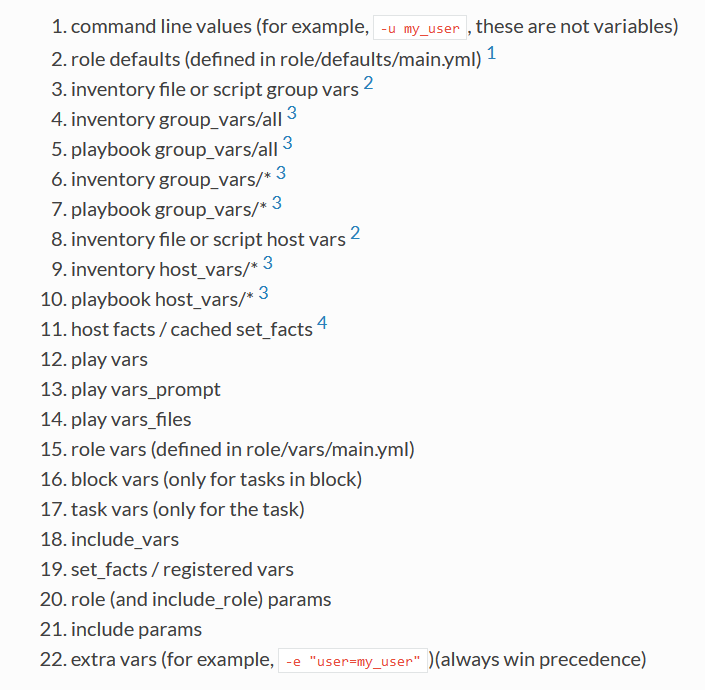 1. command line values (for example, -u my_user, these are not variables)
2. role defaults (defined in role/defaults/main.yml) 1
3. inventory file or script group vars 2
4. inventory group_vars/all 3
5. playbook group_vars/all 3
6. inventory group_vars/* 3
7. playbook group_vars/* 3
8. inventory file or script host vars 2
9. inventory host_vars/* 3
10. playbook host_vars/* 3
11. host facts / cached set_facts 4
12. play vars
13. play vars_prompt
14. play vars_files
15. role vars (defined in role/vars/main.yml)
16. block vars (only for tasks in block)
17. task vars (only for the task)
18. include_vars
19. set_facts / registered vars
20. role (and include_role) params
21. include params
22. extra vars (for example, -e "user=my_user")(always win precedence)